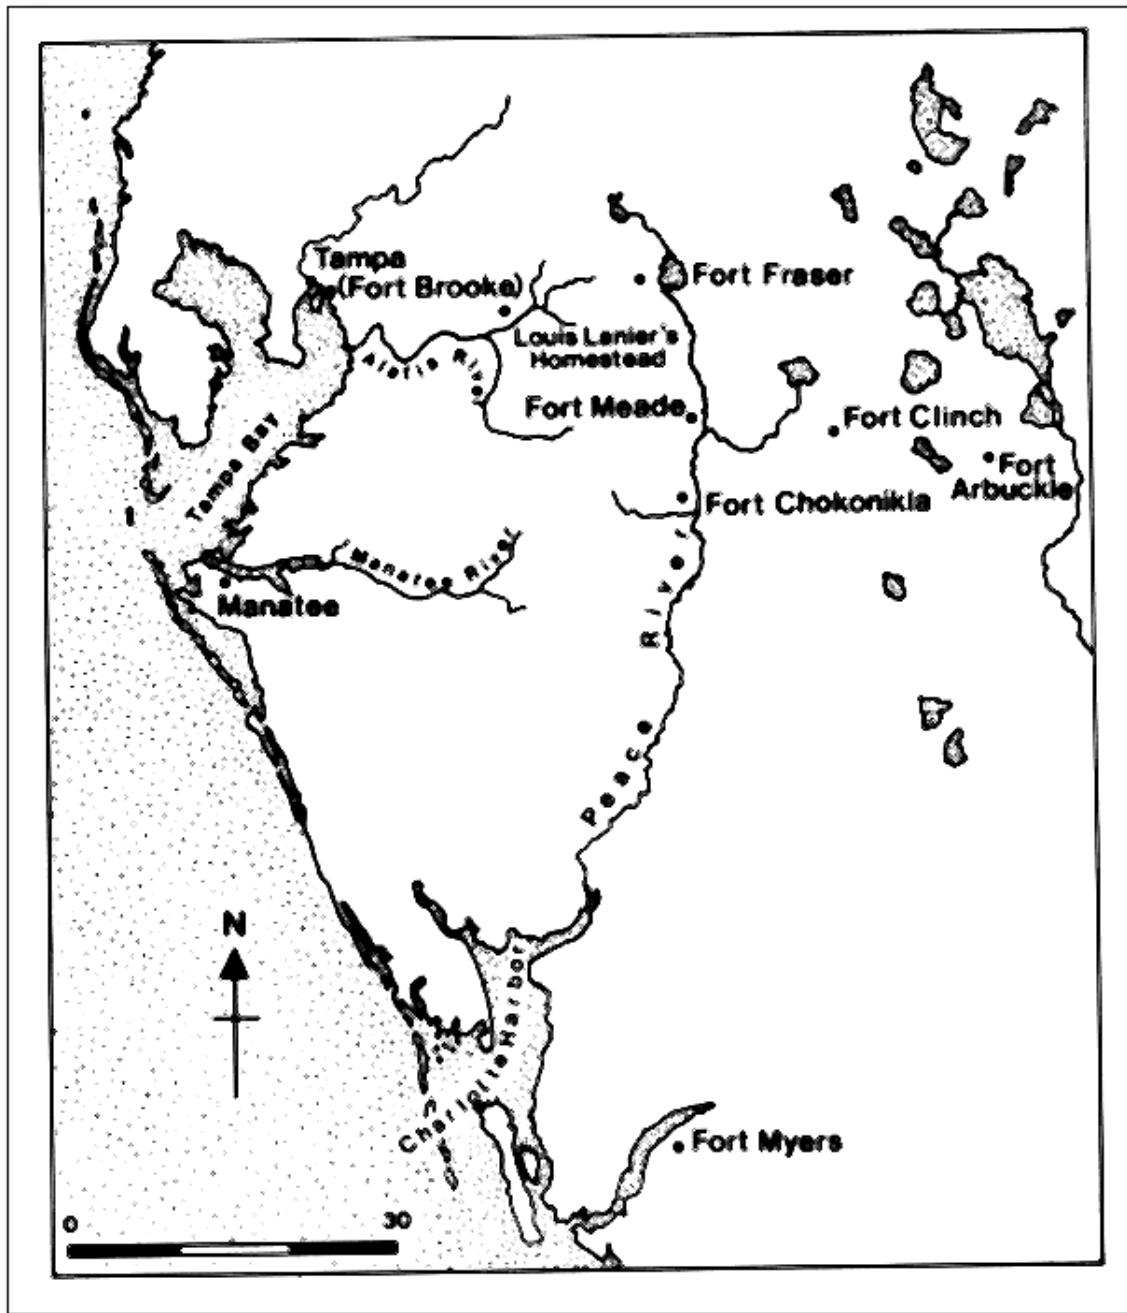 Tampa
(Fort Brooke)
Fort Fraser
Louis Lanier's
Homestead
Alafia River
Fort Meade
Fort Clinch
Fort
Arbuckle
Tampa Bay
Fort Chokonikla
Manatee River
Manatee
Peace River
N
Charlotte Harbor
Fort Myers
0 30